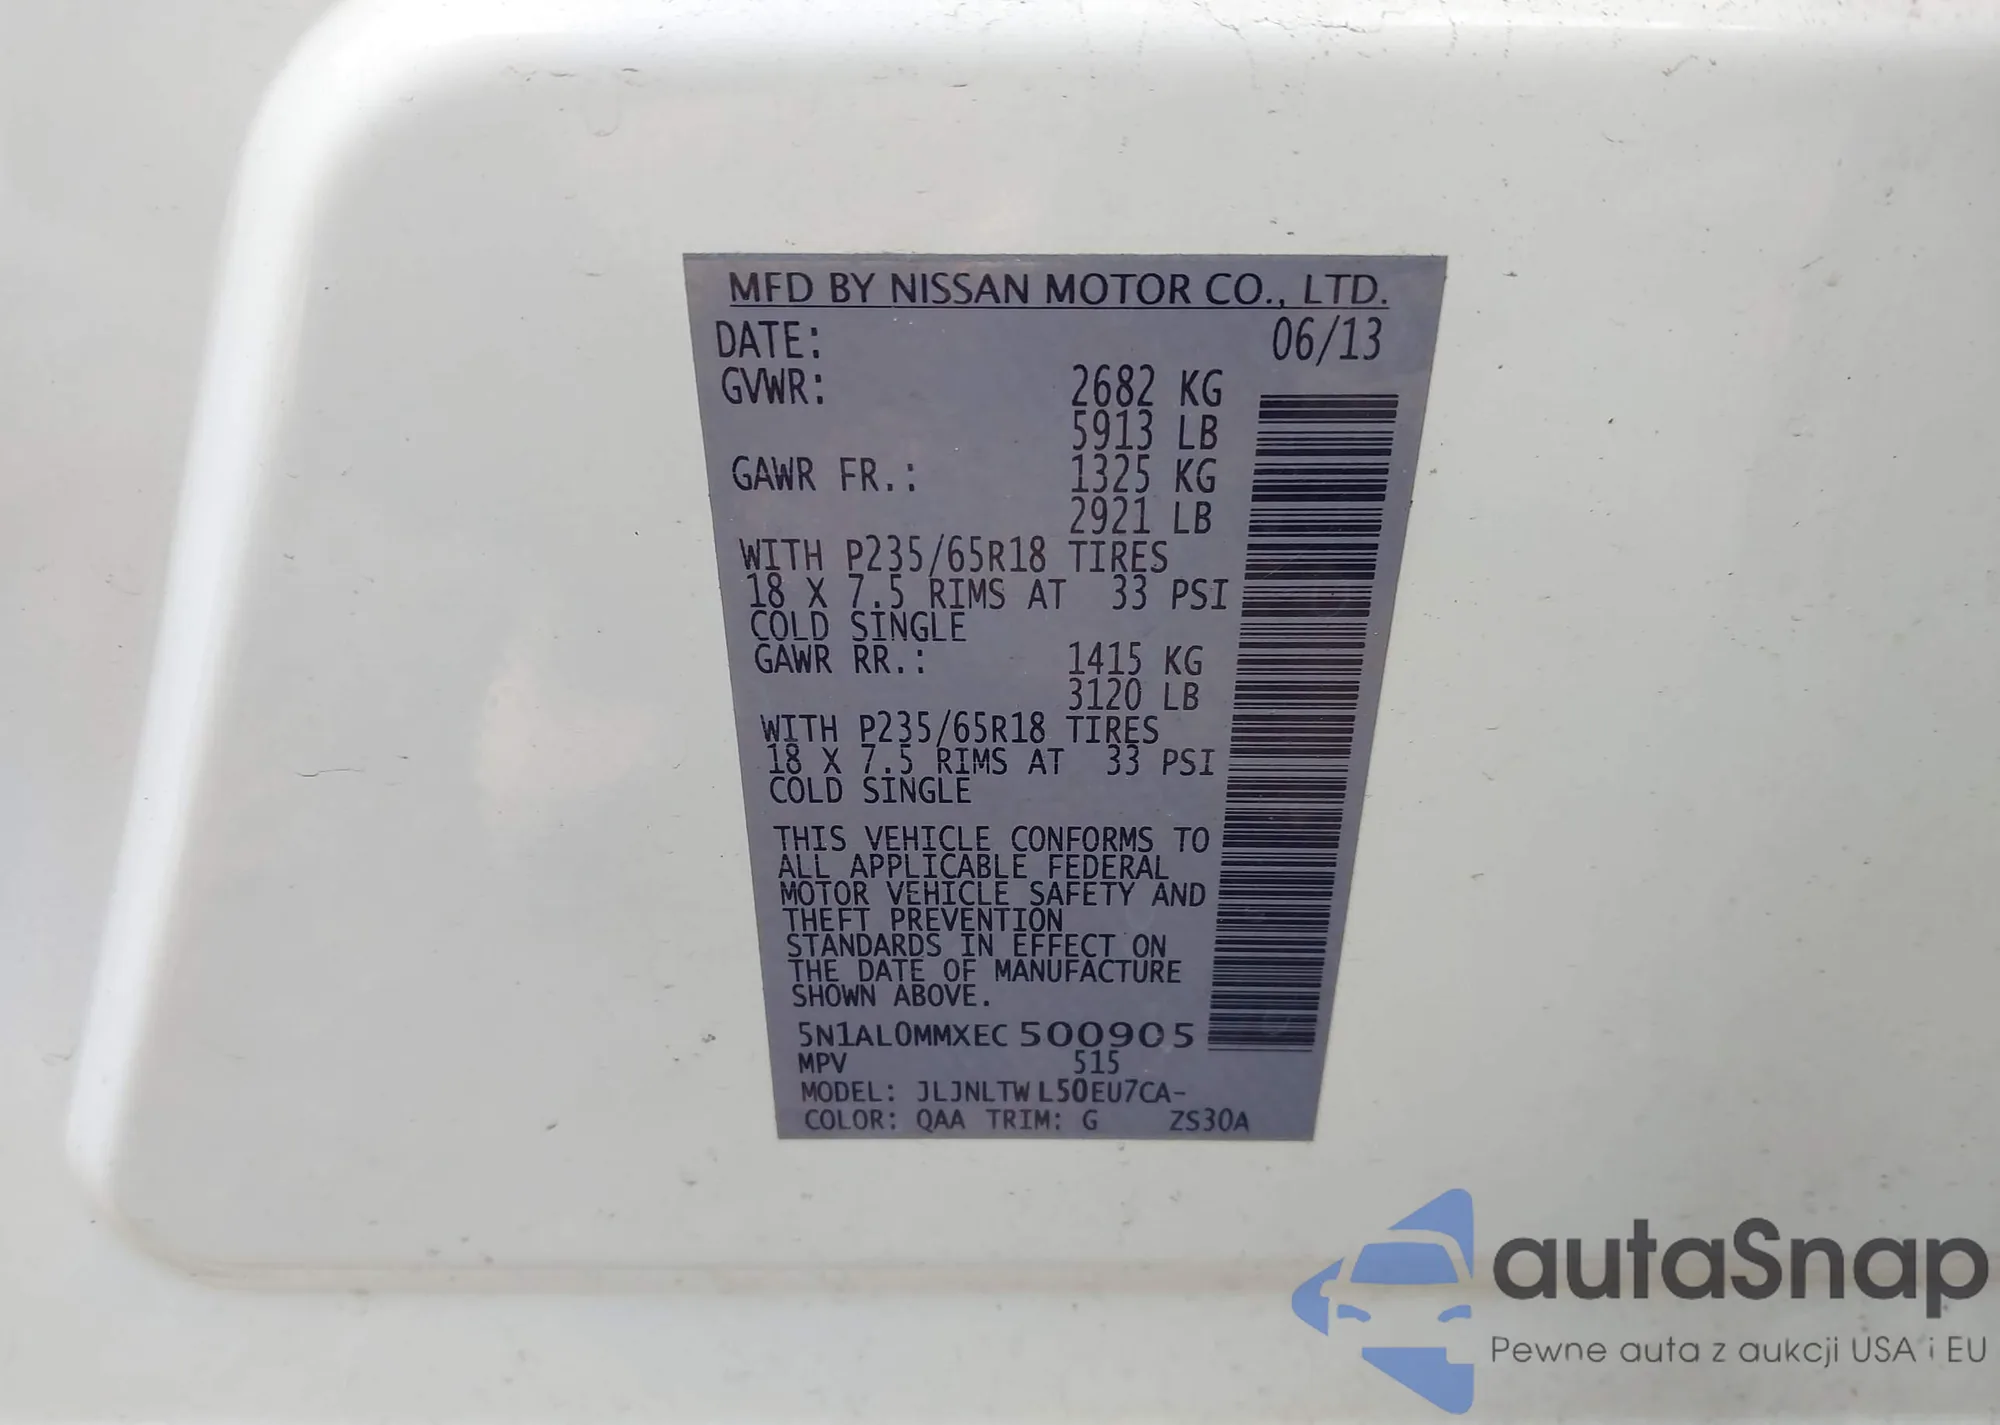 MFD BY NISSAN MOTOR CO., LTD.
DATE: 06/13
GVWR: 2682 KG
5913 LB
GAWR FR.: 1325 KG
2921 LB
WITH P235/65R18 TIRES
18 X 7.5 RIMS AT 33 PSI
COLD SINGLE
GAWR RR.: 1415 KG
3120 LB
WITH P235/65R18 TIRES
18 X 7.5 RIMS AT 33 PSI
COLD SINGLE
THIS VEHICLE CONFORMS TO
ALL APPLICABLE FEDERAL
MOTOR VEHICLE SAFETY AND
THEFT PREVENTION
STANDARDS IN EFFECT ON
THE DATE OF MANUFACTURE
SHOWN ABOVE.
5N1AL0MMXEC500905
MPV 515
MODEL: JLJNLTWL50EU7CA-
COLOR: QAA TRIM: G ZS30A
autaSnap
Pewne auta z aukcji USA i EU